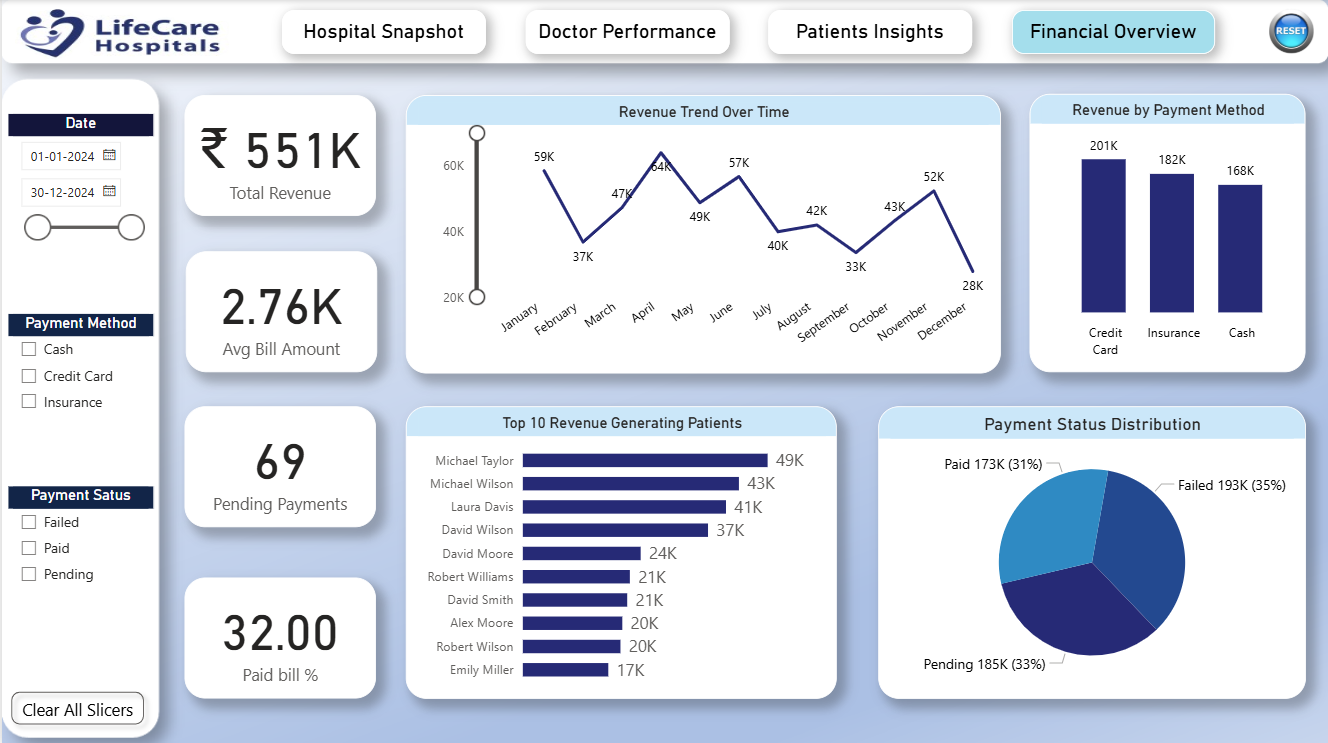 LifeCare
Hospitals
Hospital Snapshot
Doctor Performance
Patients Insights
Financial Overview
RESET
Date
01-01-2024
30-12-2024
Payment Method
Cash
Credit Card
Insurance
Payment Satus
Failed
Paid
Pending
Clear All Slicers
₹ 551K
Total Revenue
2.76K
Avg Bill Amount
69
Pending Payments
32.00
Paid bill %
Revenue Trend Over Time
60K
40K
20K
59K
37K
47K
64K
49K
57K
40K
42K
33K
43K
52K
28K
January
February
March
April
May
June
July
August
September
October
November
December
Revenue by Payment Method
201K
182K
168K
Credit
Card
Insurance
Cash
Top 10 Revenue Generating Patients
Michael Taylor 49K
Michael Wilson 43K
Laura Davis 41K
David Wilson 37K
David Moore 24K
Robert Williams 21K
David Smith 21K
Alex Moore 20K
Robert Wilson 20K
Emily Miller 17K
Payment Status Distribution
Paid 173K (31%)
Failed 193K (35%)
Pending 185K (33%)